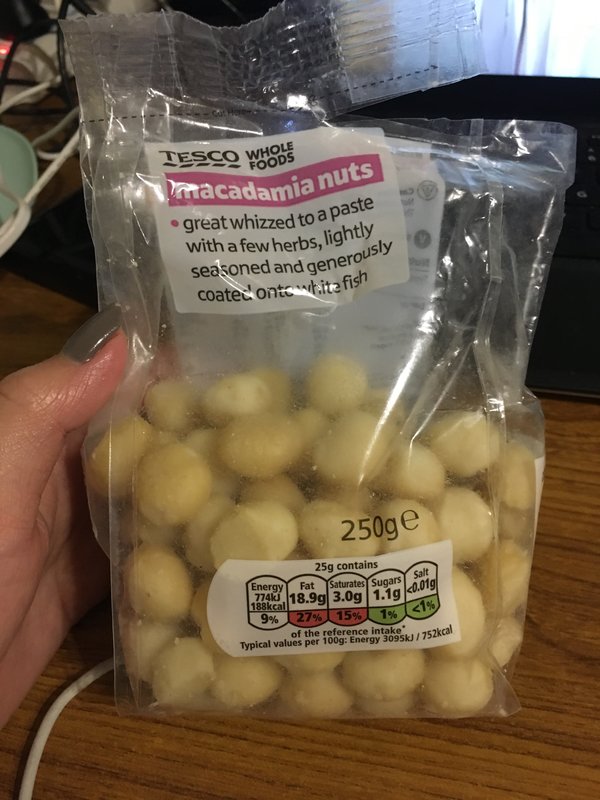 TESCO WHOLE FOODS
macadamia nuts
• great whizzed to a paste
with a few herbs, lightly
seasoned and generously
coated onto white fish
250g℮
25g contains
Energy Fat Saturates Sugars Salt
774kJ 188kcal 18.9g 3.0g 1.1g <0.01g
9% 27% 15% 1% <1%
of the reference intake*
Typical values per 100g: Energy 3095kJ / 752kcal